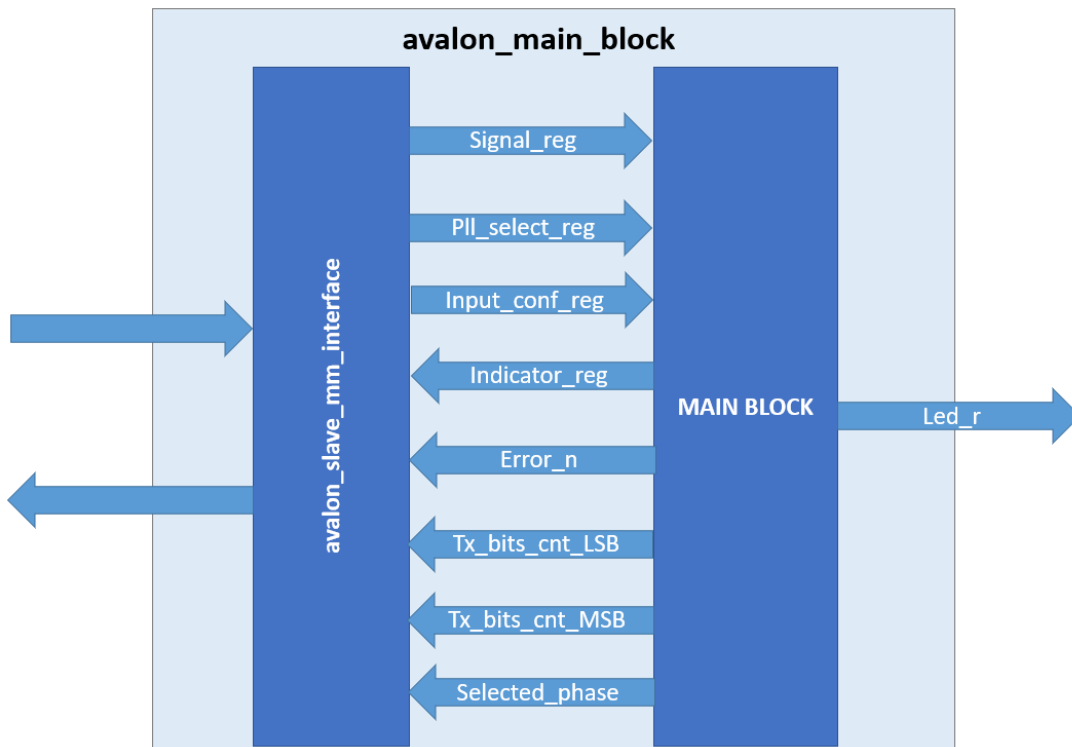 avalon_main_block
avalon_slave_mm_interface
Signal_reg
Pll_select_reg
Input_conf_reg
Indicator_reg
Error_n
Tx_bits_cnt_LSB
Tx_bits_cnt_MSB
Selected_phase
MAIN BLOCK
Led_r